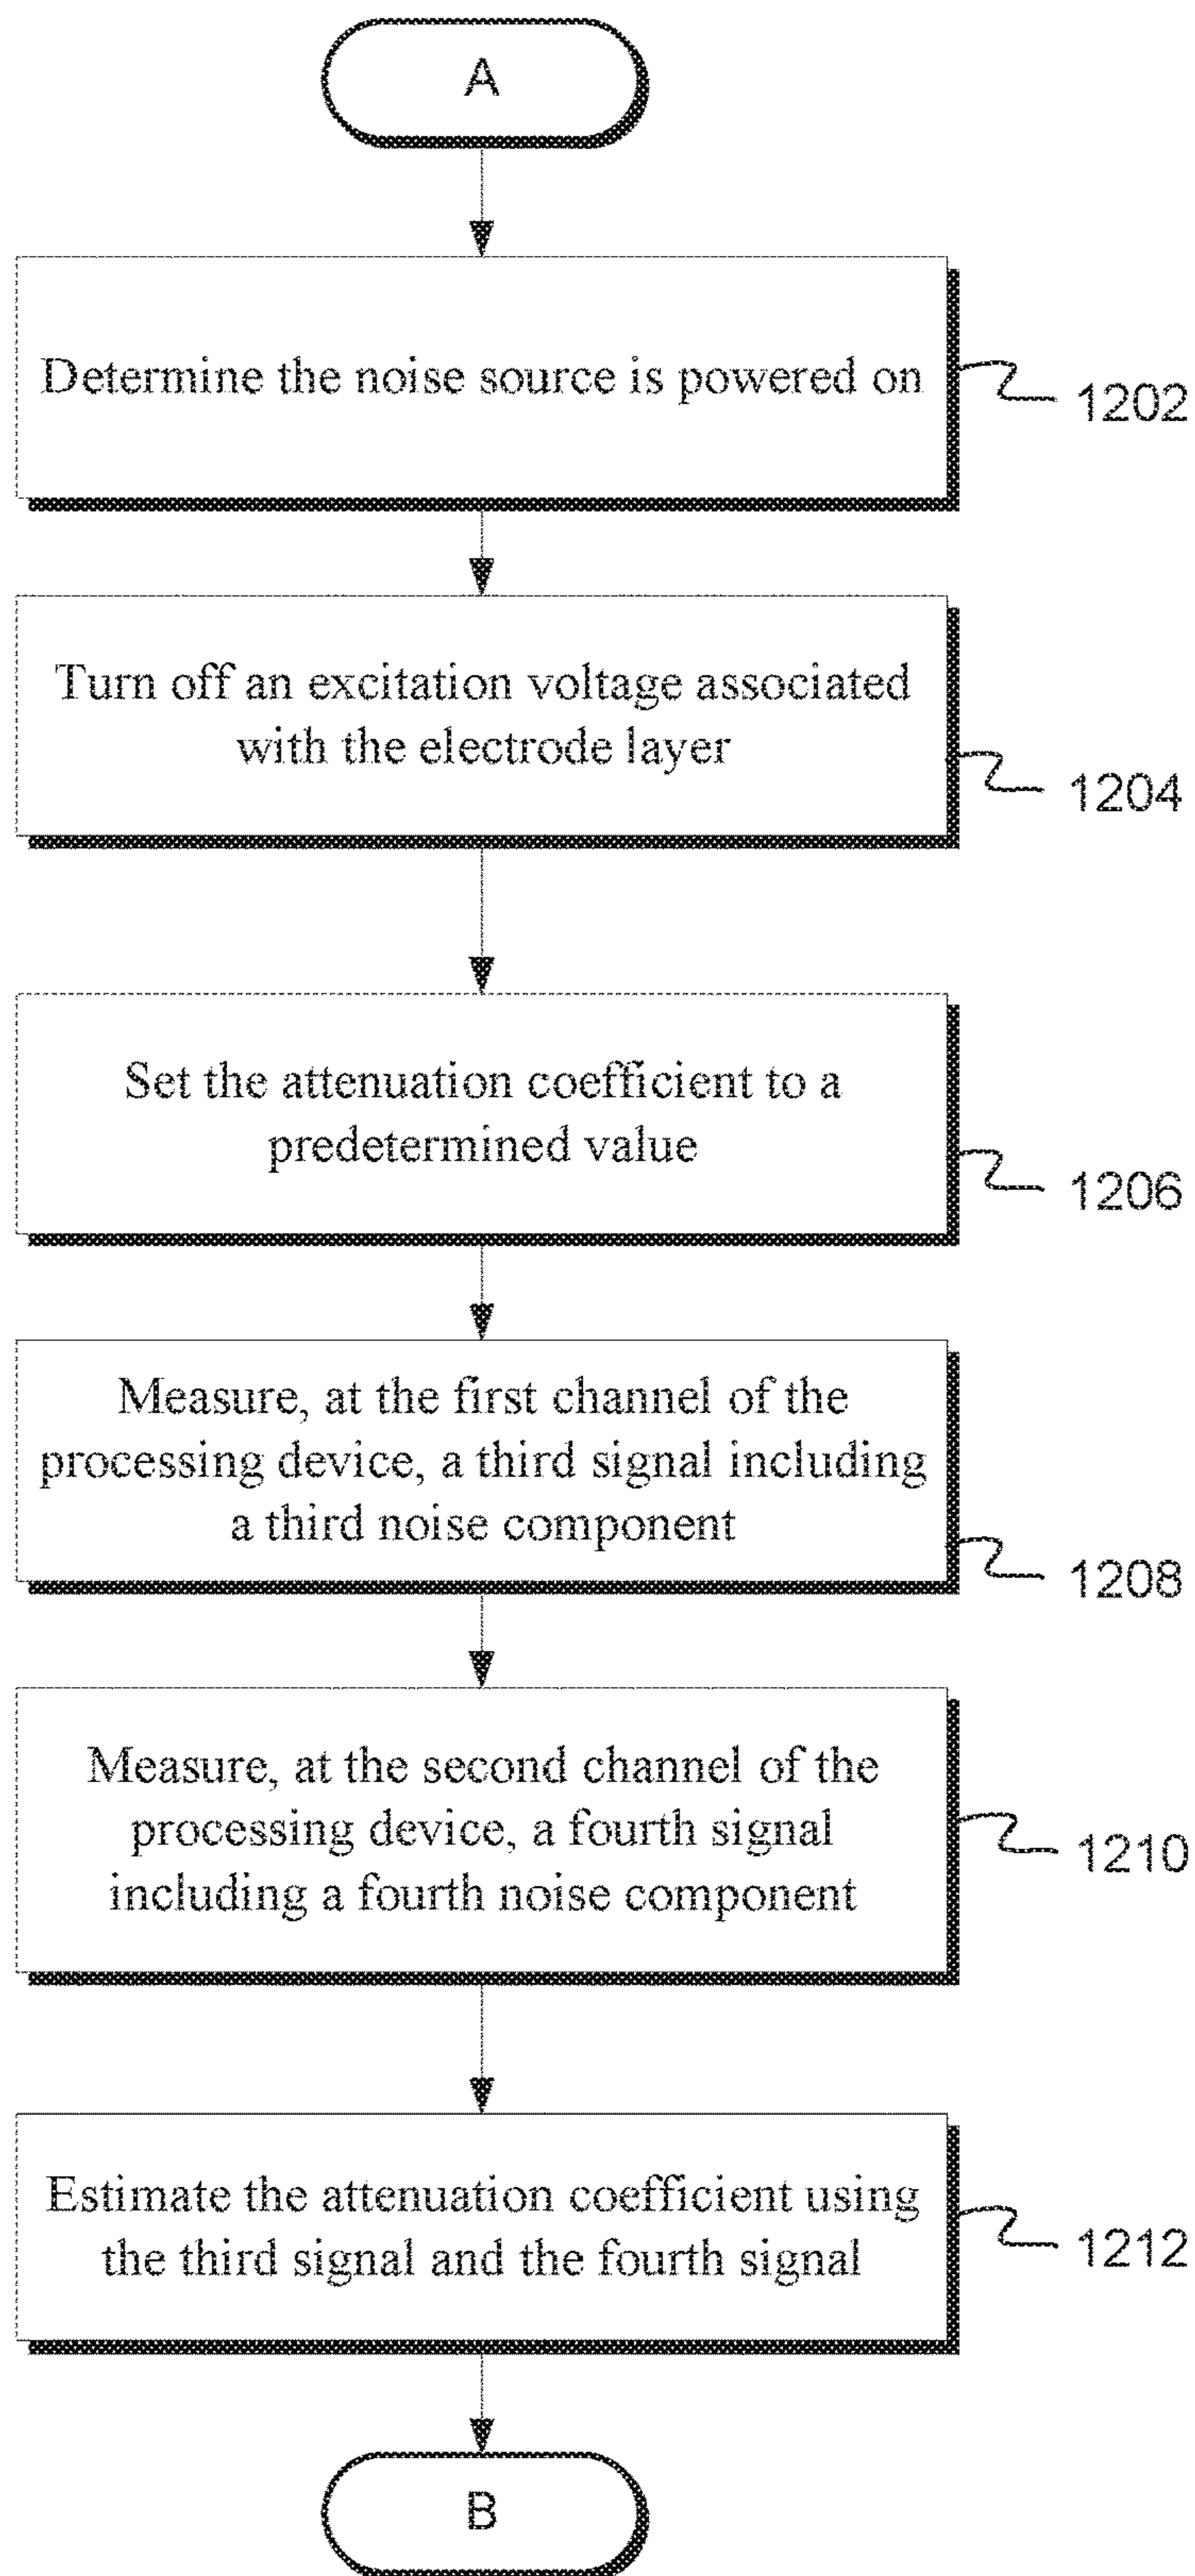 A
Determine the noise source is powered on
1202
Turn off an excitation voltage associated
with the electrode layer
1204
Set the attenuation coefficient to a
predetermined value
1206
Measure, at the first channel of the
processing device, a third signal including
a third noise component
1208
Measure, at the second channel of the
processing device, a fourth signal
including a fourth noise component
1210
Estimate the attenuation coefficient using
the third signal and the fourth signal
1212
B